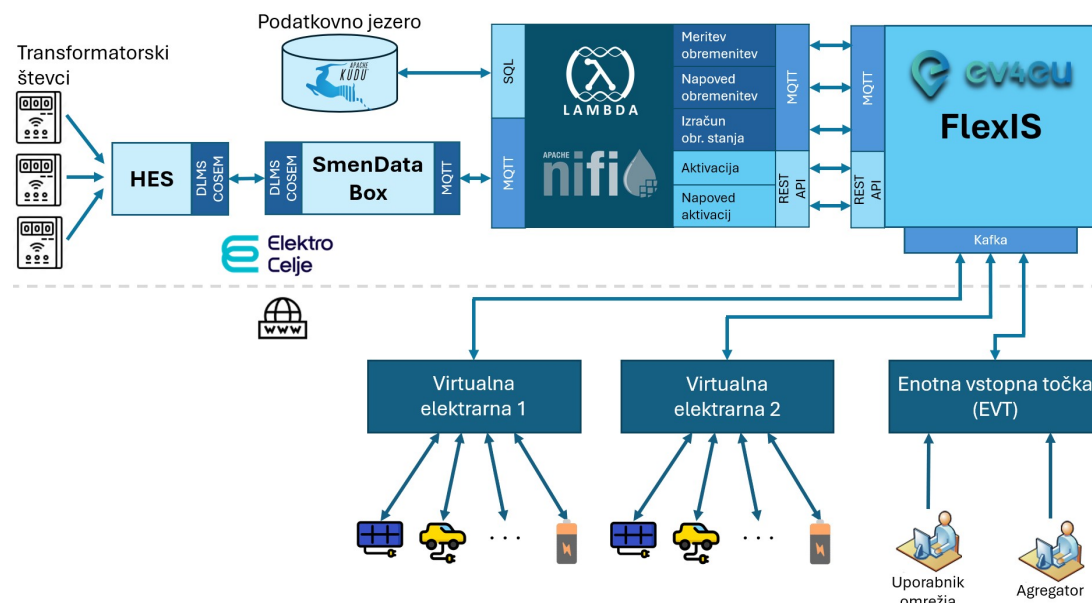 Podatkovno jezero
Transformatorski
števci
APACHE
KUDU
SQL
MQTT
LAMBDA
APACHE
nifi
Meritev
obremenitev
Napoved
obremenitev
Izračun
obr. stanja
Aktivacija
Napoved
aktivacij
MQTT
REST
API
MQTT
REST
API
ev4eu
FlexIS
Kafka
HES
DLMS
COSEM
DLMS
COSEM
SmenData
Box
MQTT
Elektro
Celje
WWW
Virtualna
elektrarna 1
Virtualna
elektrarna 2
Enotna vstopna točka
(EVT)
. . .
. . .
Uporabnik
omrežja
Agregator